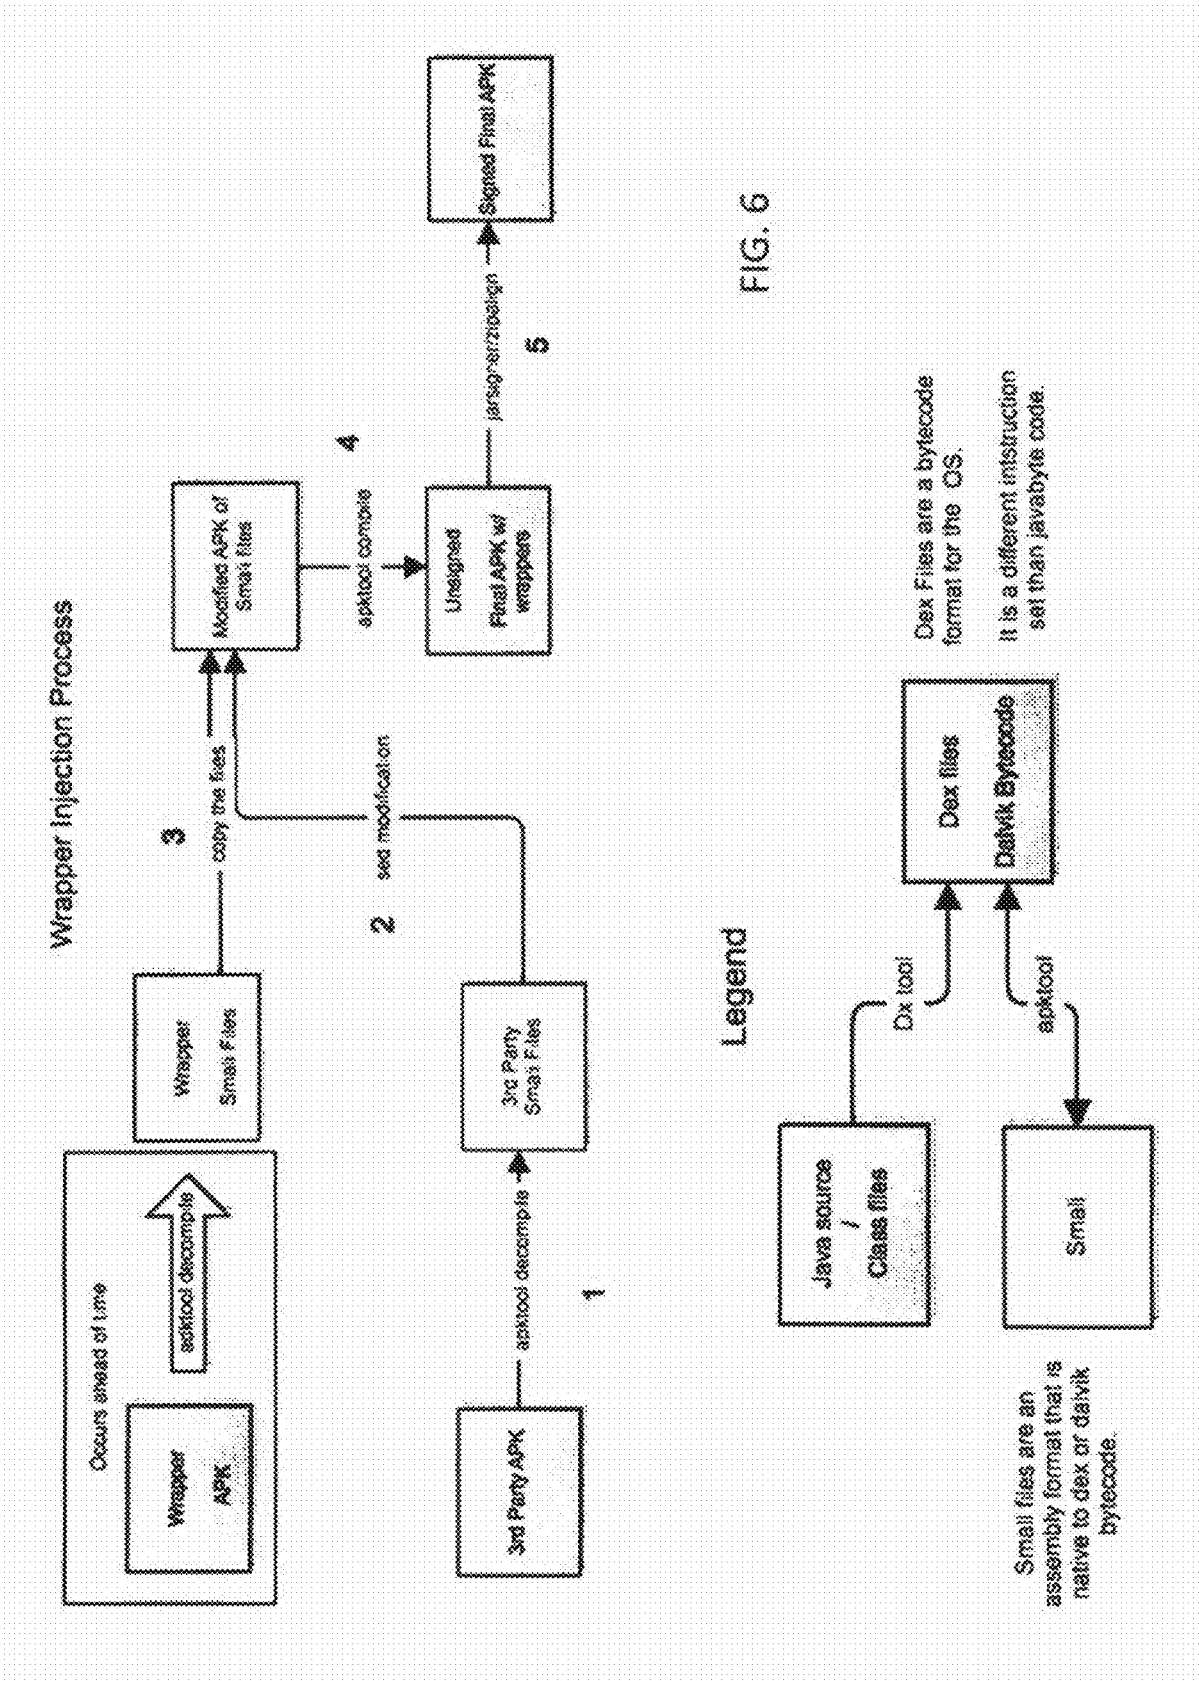 Wrapper Injection Process
Occurs ahead of time
Wrapper
APK
apktool decompile
Wrapper
Smali Files
3
copy the files
Modified APK of
Smali files
3rd Party APK
apktool decompile
1
3rd Party
Smali Files
2
sed modification
4
apktool compile
Unsigned
Final APK w/
wrappers
jarsigner/zipalign
5
Signed Final APK
FIG. 6
Legend
Java source
/
Class files
Dx tool
apktool
Dex files
Dalvik Bytecode
Dex Files are a bytecode
format for the OS.
It is a different intstruction
set than javabyte code.
Smali
Smali files are an
assembly format that is
native to dex or dalvik
bytecode.